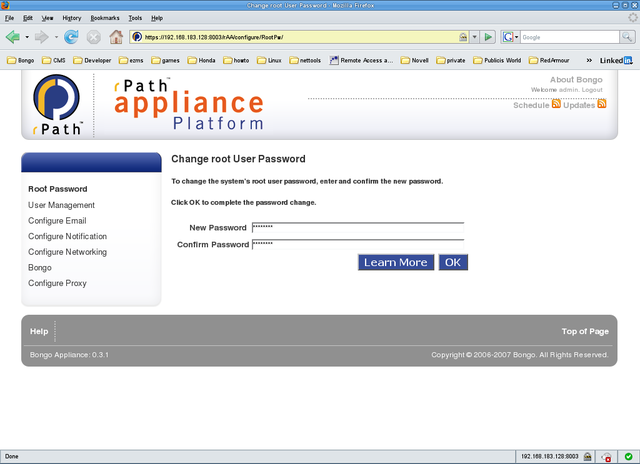 Change root User Password - Mozilla Firefox
File Edit View History Bookmarks Tools Help
https://192.168.183.128:8003/rAA/configure/RootPw/
Google
Bongo CMS Developer ezms games Honda howto Linux nettools Remote Access a... Novell private Publicis World RedArmour » Linked in
rPath™
appliance
Platform
rPath™
About Bongo
Welcome admin. Logout
Schedule Updates
Root Password
User Management
Configure Email
Configure Notification
Configure Networking
Bongo
Configure Proxy
Change root User Password
To change the system's root user password, enter and confirm the new password.
Click OK to complete the password change.
New Password ********
Confirm Password ********
Learn More OK
Help Top of Page
Bongo Appliance: 0.3.1 Copyright © 2006-2007 Bongo. All Rights Reserved.
Done 192.168.183.128:8003